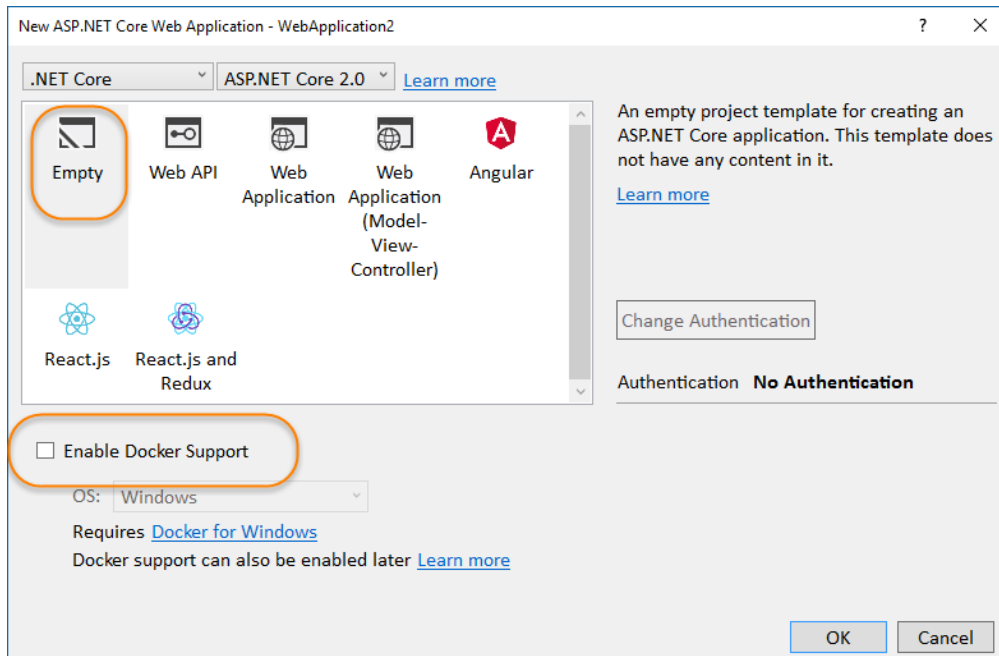 New ASP.NET Core Web Application - WebApplication2
.NET Core
ASP.NET Core 2.0
Learn more
Empty
Web API
Web
Application
Web
Application
(Model-
View-
Controller)
Angular
React.js
React.js and
Redux
An empty project template for creating an
ASP.NET Core application. This template does
not have any content in it.
Learn more
Change Authentication
Authentication No Authentication
Enable Docker Support
OS: Windows
Requires Docker for Windows
Docker support can also be enabled later Learn more
OK
Cancel